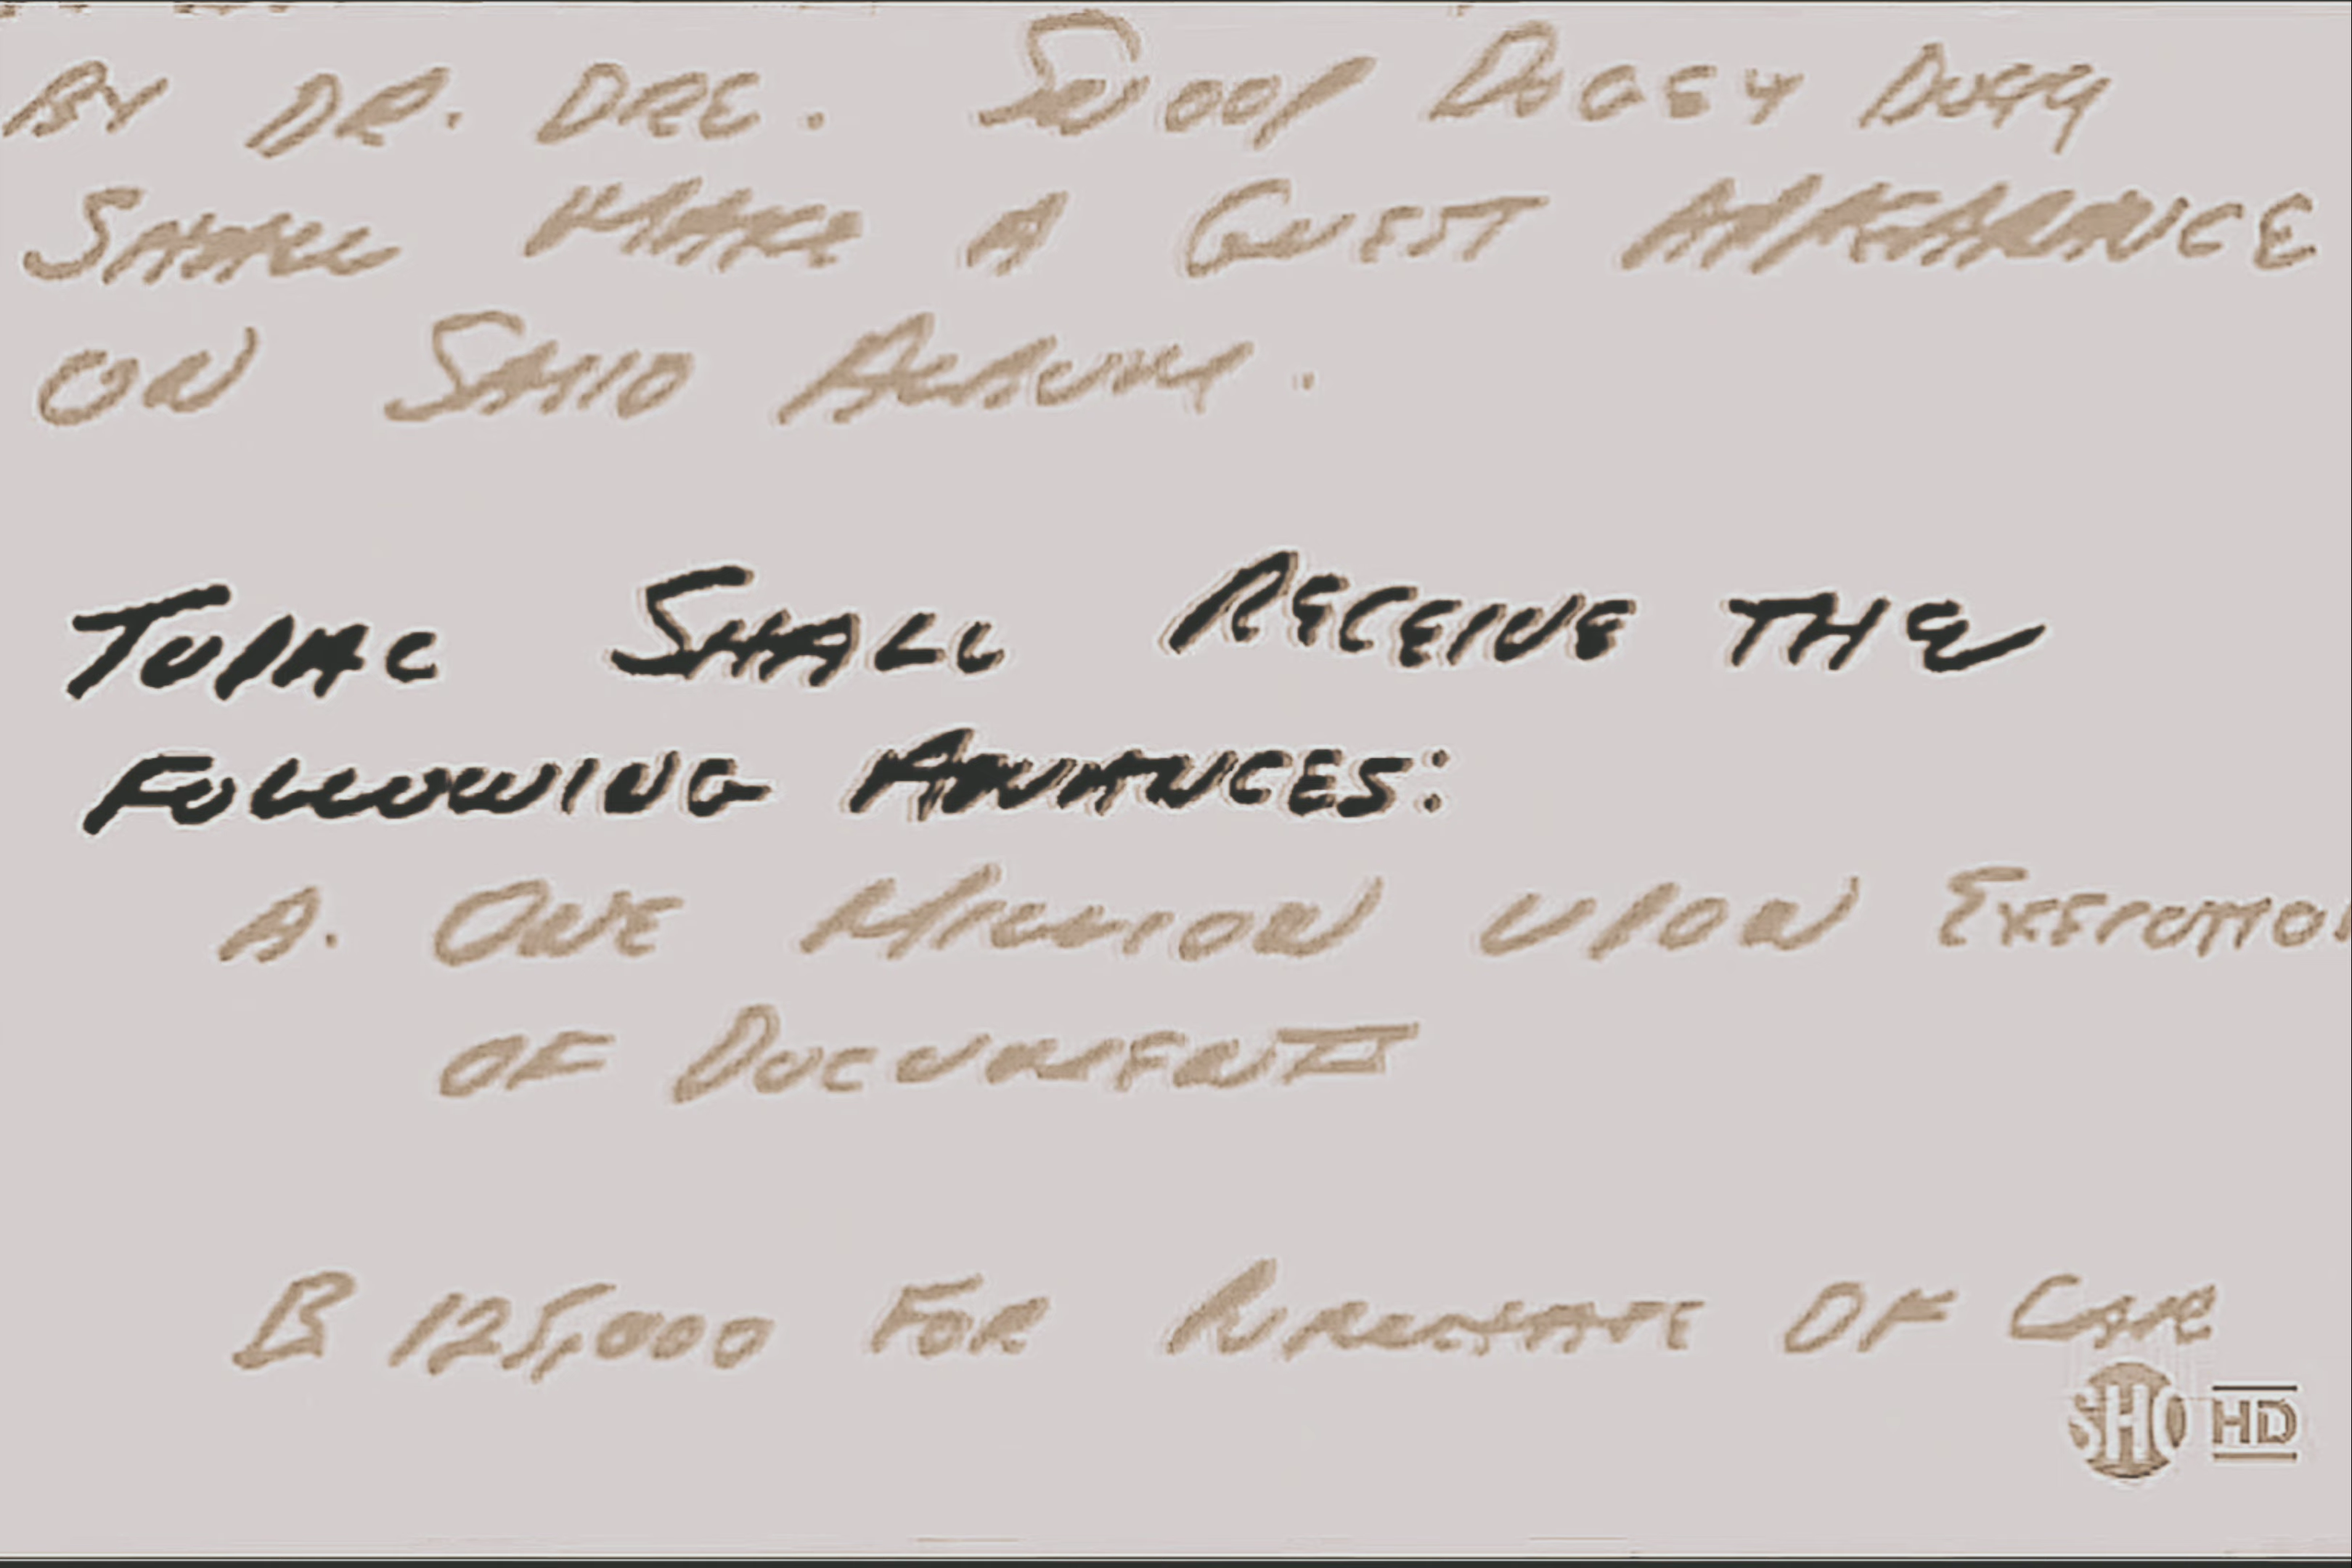 BY DR. DRE. SNOOP DOGGY DOGG
SHALL MAKE A GUEST APPEARANCE
ON SAID ALBUM.
TUPAC SHALL RECEIVE THE
FOLLOWING ADVANCES:
A. ONE MILLION UPON EXECUTIO
OF DOCUMENTS
B 125,000 FOR PURCHASE OF CAR
SHO HD